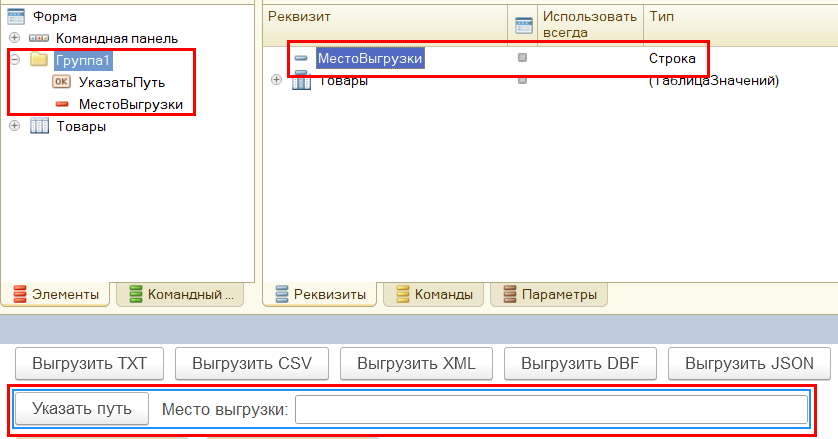 Форма
Командная панель
Группа1
ОК УказатьПуть
МестоВыгрузки
Товары
Элементы
Командный ...
Реквизит
Использовать
всегда
Тип
МестоВыгрузки
Строка
Товары
(ТаблицаЗначений)
Реквизиты
Команды
Параметры
Выгрузить TXT
Выгрузить CSV
Выгрузить XML
Выгрузить DBF
Выгрузить JSON
Указать путь
Место выгрузки: